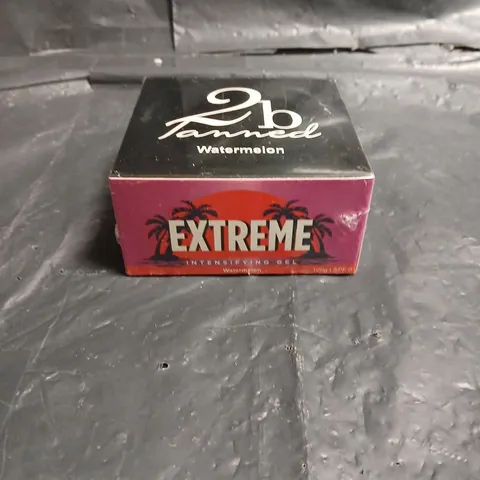 2b
Tanned
Watermelon
EXTREME
INTENSIFYING GEL
Watermelon